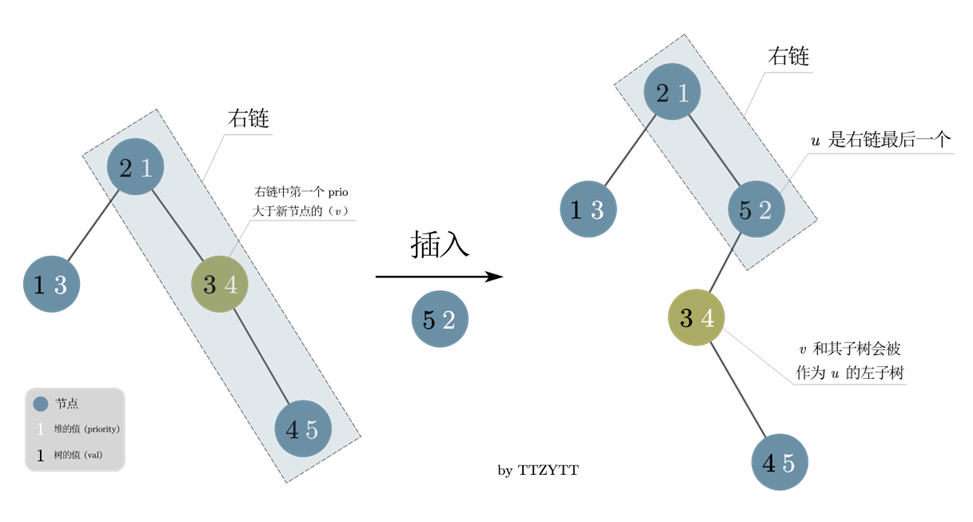 右链
2 1
右链中第一个 prio
大于新节点的（v）
1 3
3 4
4 5
节点
1 堆的值 (priority)
1 树的值 (val)
插入
5 2
by TTZYTT
右链
2 1
u 是右链最后一个
1 3
5 2
3 4
v 和其子树会被
作为 u 的左子树
4 5